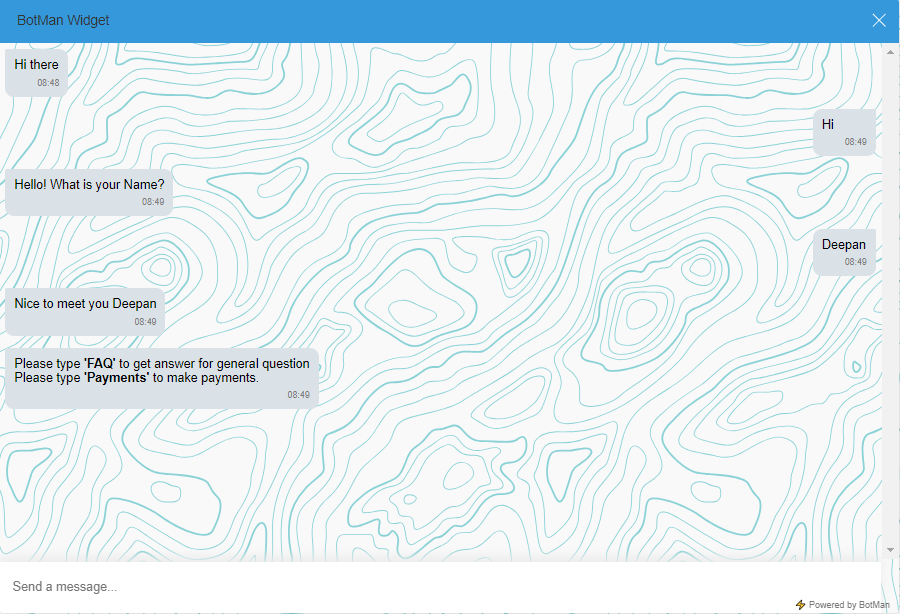 BotMan Widget
Hi there
08:48
Hi
08:49
Hello! What is your Name?
08:49
Deepan
08:49
Nice to meet you Deepan
08:49
Please type 'FAQ' to get answer for general question
Please type 'Payments' to make payments.
08:49
Send a message...
Powered by BotMan